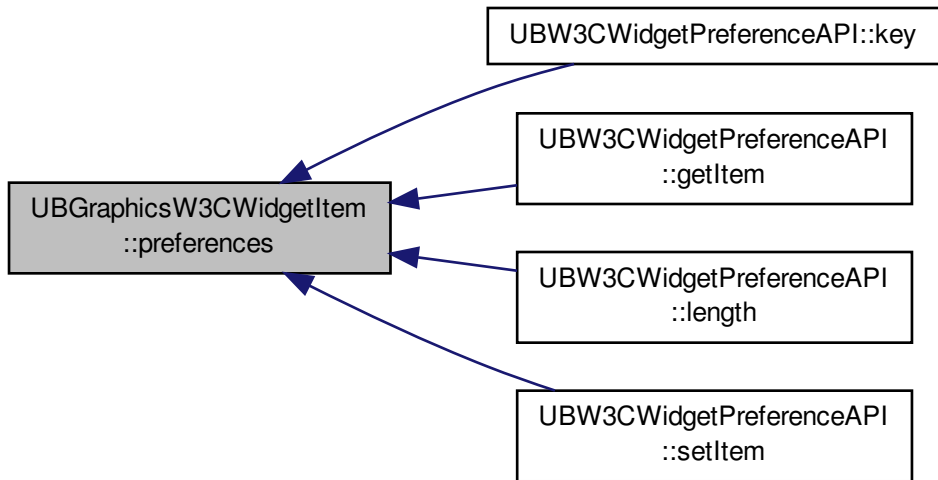 UBW3CWidgetPreferenceAPI::key
UBW3CWidgetPreferenceAPI
::getItem
UBGraphicsW3CWidgetItem
::preferences
UBW3CWidgetPreferenceAPI
::length
UBW3CWidgetPreferenceAPI
::setItem